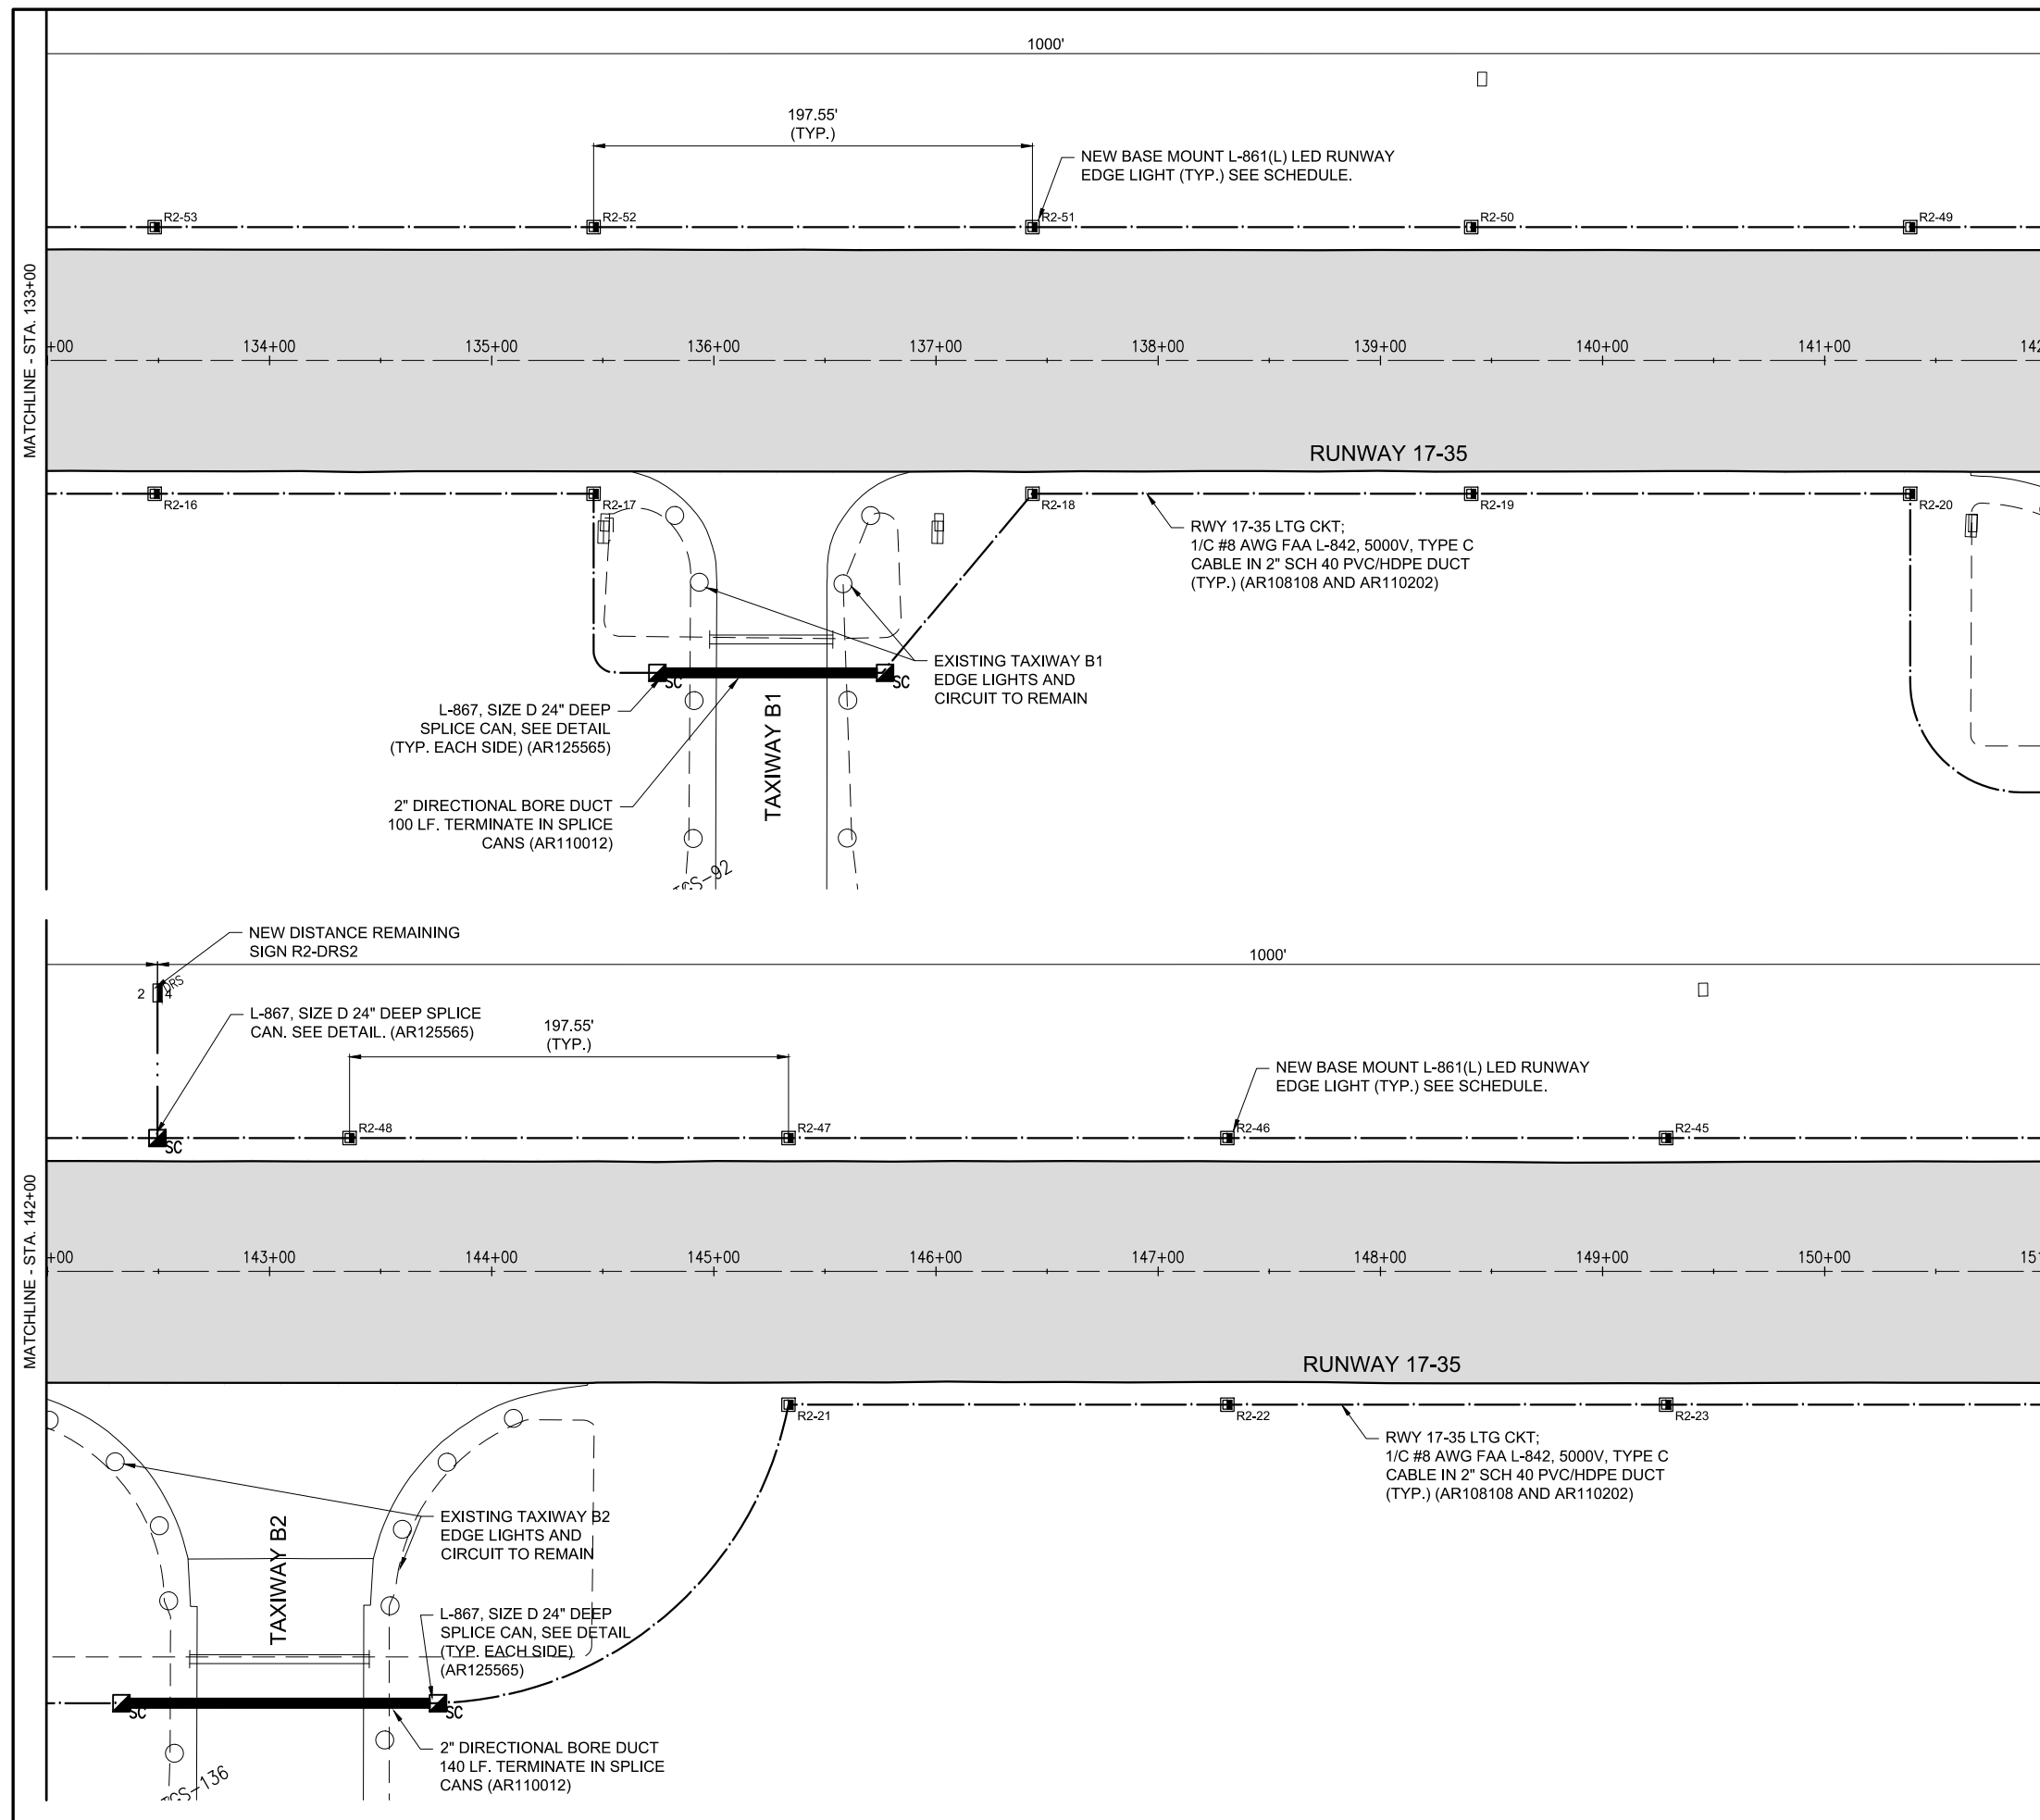 1000'
197.55'
(TYP.)
NEW BASE MOUNT L-861(L) LED RUNWAY
EDGE LIGHT (TYP.) SEE SCHEDULE.
R2-53
R2-52
R2-51
R2-50
R2-49
MATCHLINE - STA. 133+00
+00
134+00
135+00
136+00
137+00
138+00
139+00
140+00
141+00
142
RUNWAY 17-35
R2-16
R2-17
R2-18
R2-19
R2-20
RWY 17-35 LTG CKT;
1/C #8 AWG FAA L-842, 5000V, TYPE C
CABLE IN 2" SCH 40 PVC/HDPE DUCT
(TYP.) (AR108108 AND AR110202)
EXISTING TAXIWAY B1
EDGE LIGHTS AND
CIRCUIT TO REMAIN
SC
SC
L-867, SIZE D 24" DEEP
SPLICE CAN, SEE DETAIL
(TYP. EACH SIDE) (AR125565)
TAXIWAY B1
2" DIRECTIONAL BORE DUCT
100 LF. TERMINATE IN SPLICE
CANS (AR110012)
CS-92
NEW DISTANCE REMAINING
SIGN R2-DRS2
1000'
2
4
DRS
L-867, SIZE D 24" DEEP SPLICE
CAN. SEE DETAIL. (AR125565)
197.55'
(TYP.)
NEW BASE MOUNT L-861(L) LED RUNWAY
EDGE LIGHT (TYP.) SEE SCHEDULE.
SC
R2-48
R2-47
R2-46
R2-45
MATCHLINE - STA. 142+00
+00
143+00
144+00
145+00
146+00
147+00
148+00
149+00
150+00
151
RUNWAY 17-35
R2-21
R2-22
R2-23
RWY 17-35 LTG CKT;
1/C #8 AWG FAA L-842, 5000V, TYPE C
CABLE IN 2" SCH 40 PVC/HDPE DUCT
(TYP.) (AR108108 AND AR110202)
EXISTING TAXIWAY B2
EDGE LIGHTS AND
CIRCUIT TO REMAIN
TAXIWAY B2
L-867, SIZE D 24" DEEP
SPLICE CAN, SEE DETAIL
(TYP. EACH SIDE)
(AR125565)
SC
SC
2" DIRECTIONAL BORE DUCT
140 LF. TERMINATE IN SPLICE
CANS (AR110012)
CS-136